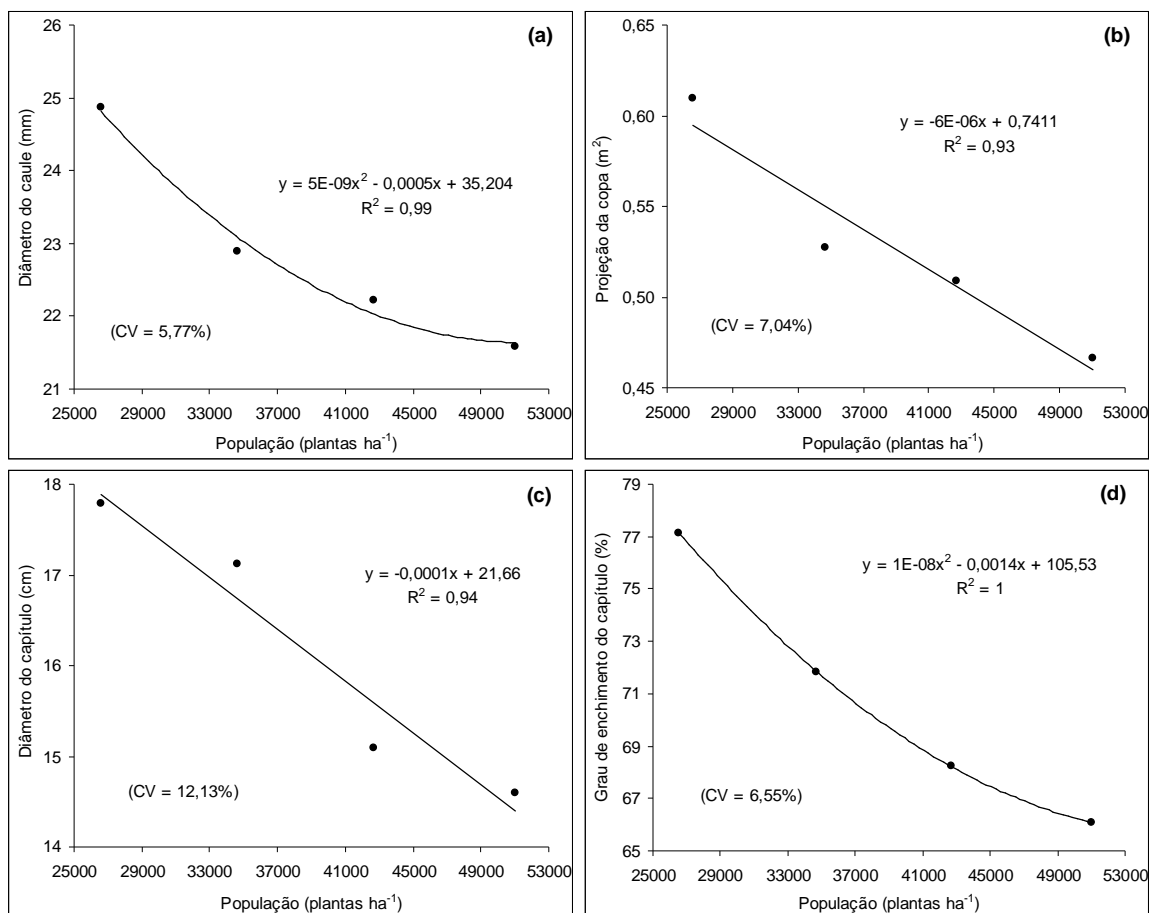 (a)
Diâmetro do caule (mm)
26
25
24
23
22
21
y = 5E-09x² - 0,0005x + 35,204
R² = 0,99
(CV = 5,77%)
25000 29000 33000 37000 41000 45000 49000 53000
População (plantas ha⁻¹)
(b)
Projeção da copa (m²)
0,65
0,60
0,55
0,50
0,45
y = -6E-06x + 0,7411
R² = 0,93
(CV = 7,04%)
25000 29000 33000 37000 41000 45000 49000 53000
População (plantas ha⁻¹)
(c)
Diâmetro do capítulo (cm)
18
17
16
15
14
y = -0,0001x + 21,66
R² = 0,94
(CV = 12,13%)
25000 29000 33000 37000 41000 45000 49000 53000
População (plantas ha⁻¹)
(d)
Grau de enchimento do capítulo (%)
79
77
75
73
71
69
67
65
y = 1E-08x² - 0,0014x + 105,53
R² = 1
(CV = 6,55%)
25000 29000 33000 37000 41000 45000 49000 53000
População (plantas ha⁻¹)